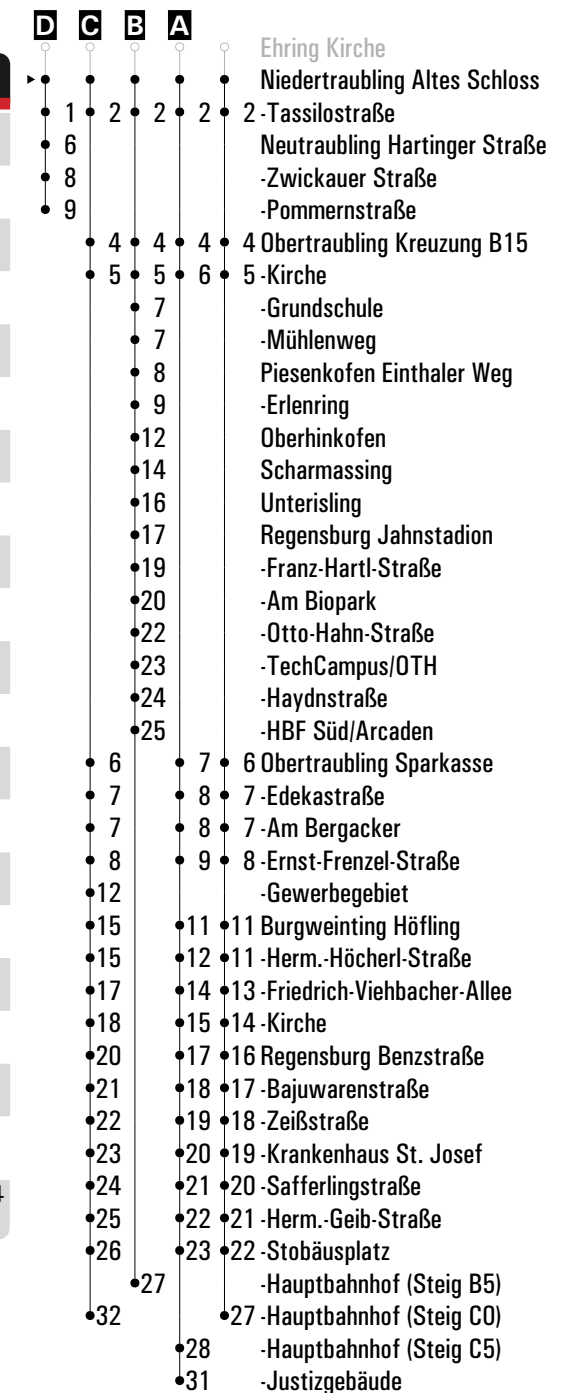 D C B A
Ehring Kirche
Niedertraubling Altes Schloss
1 2 2 2 2 -Tassilostraße
6 Neutraubling Hartinger Straße
8 -Zwickauer Straße
9 -Pommernstraße
4 4 4 4 Obertraubling Kreuzung B15
5 5 6 5 -Kirche
7 -Grundschule
7 -Mühlenweg
8 Piesenkofen Einthaler Weg
9 -Erlenring
12 Oberhinkofen
14 Scharmassing
16 Unterisling
17 Regensburg Jahnstadion
19 -Franz-Hartl-Straße
20 -Am Biopark
22 -Otto-Hahn-Straße
23 -TechCampus/OTH
24 -Haydnstraße
25 -HBF Süd/Arcaden
6 7 6 Obertraubling Sparkasse
7 8 7 -Edekastraße
7 8 7 -Am Bergacker
8 9 8 -Ernst-Frenzel-Straße
12 -Gewerbegebiet
15 11 11 Burgweinting Höfling
15 12 11 -Herm.-Höcherl-Straße
17 14 13 -Friedrich-Viehbacher-Allee
18 15 14 -Kirche
20 17 16 Regensburg Benzstraße
21 18 17 -Bajuwarenstraße
22 19 18 -Zeißstraße
23 20 19 -Krankenhaus St. Josef
24 21 20 -Safferlingstraße
25 22 21 -Herm.-Geib-Straße
26 23 22 -Stobäusplatz
27 -Hauptbahnhof (Steig B5)
32 27 -Hauptbahnhof (Steig C0)
28 -Hauptbahnhof (Steig C5)
31 -Justizgebäude